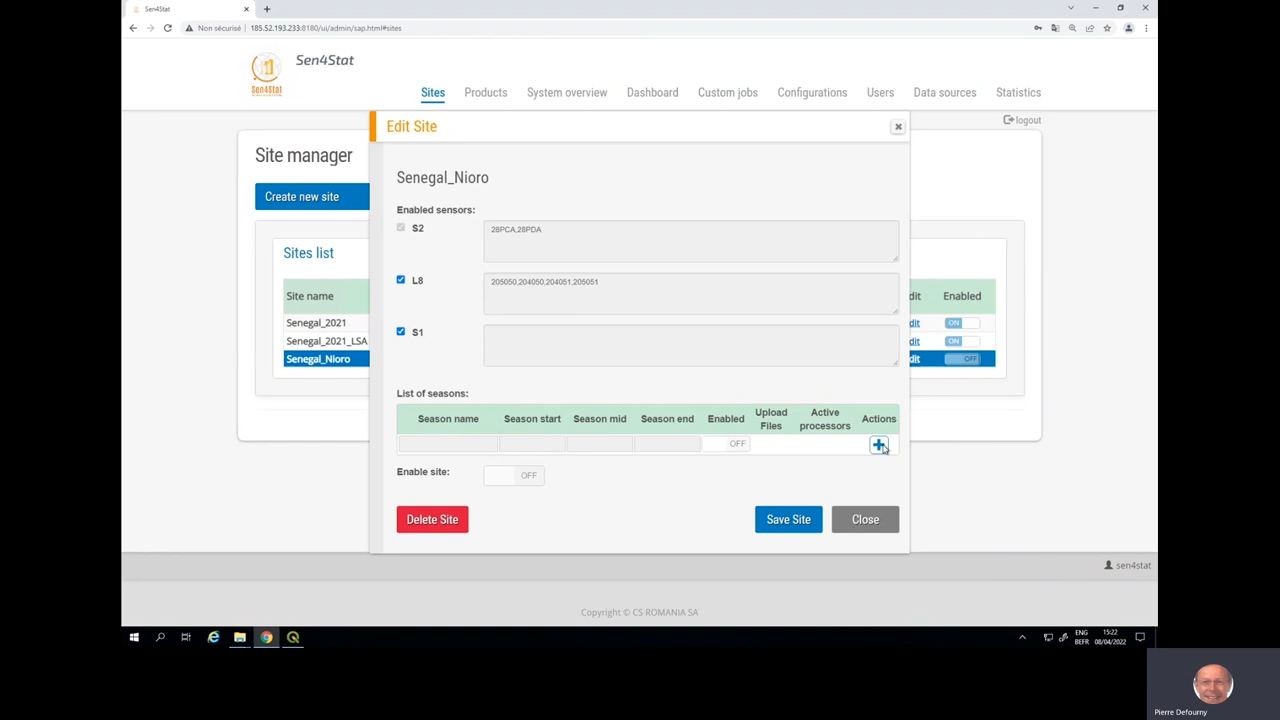 Sen4Stat
Non sécurisé | 185.52.193.233:8180/ui/admin/sap.html#sites
Sen4Stat
Sen4Stat
Sites Products System overview Dashboard Custom jobs Configurations Users Data sources Statistics
logout
Edit Site
Site manager
Create new site
Senegal_Nioro
Enabled sensors:
S2 28PCA,28PDA
Sites list
L8 205050,204050,204051,205051
Site name
dit Enabled
Senegal_2021
dit ON
S1
Senegal_2021_LSA
dit ON
Senegal_Nioro
dit OFF
List of seasons:
Season name Season start Season mid Season end Enabled Upload Files Active processors Actions
OFF
Enable site: OFF
Delete Site Save Site Close
sen4stat
Copyright © CS ROMANIA SA
ENG 15:22
BEFR 08/04/2022
Pierre Defourny